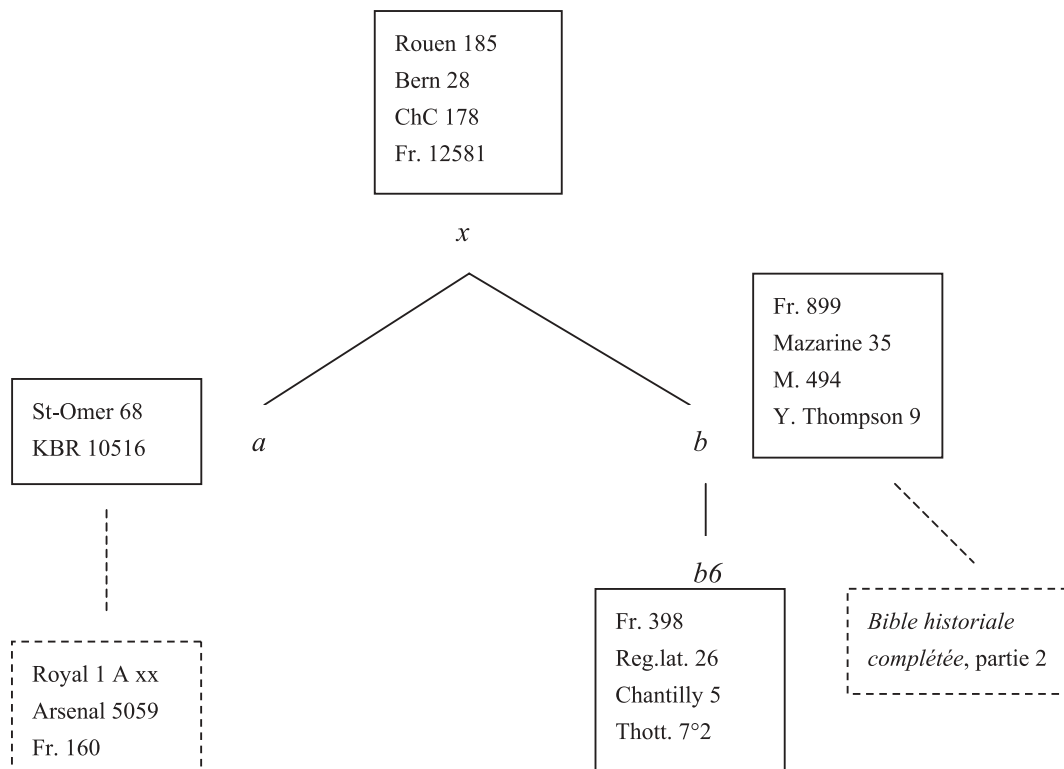 Rouen 185
Bern 28
ChC 178
Fr. 12581
x
Fr. 899
Mazarine 35
M. 494
Y. Thompson 9
St-Omer 68
KBR 10516
a
b
b6
Fr. 398
Reg.lat. 26
Chantilly 5
Thott. 7°2
Bible historiale
complétée, partie 2
Royal 1 A xx
Arsenal 5059
Fr. 160